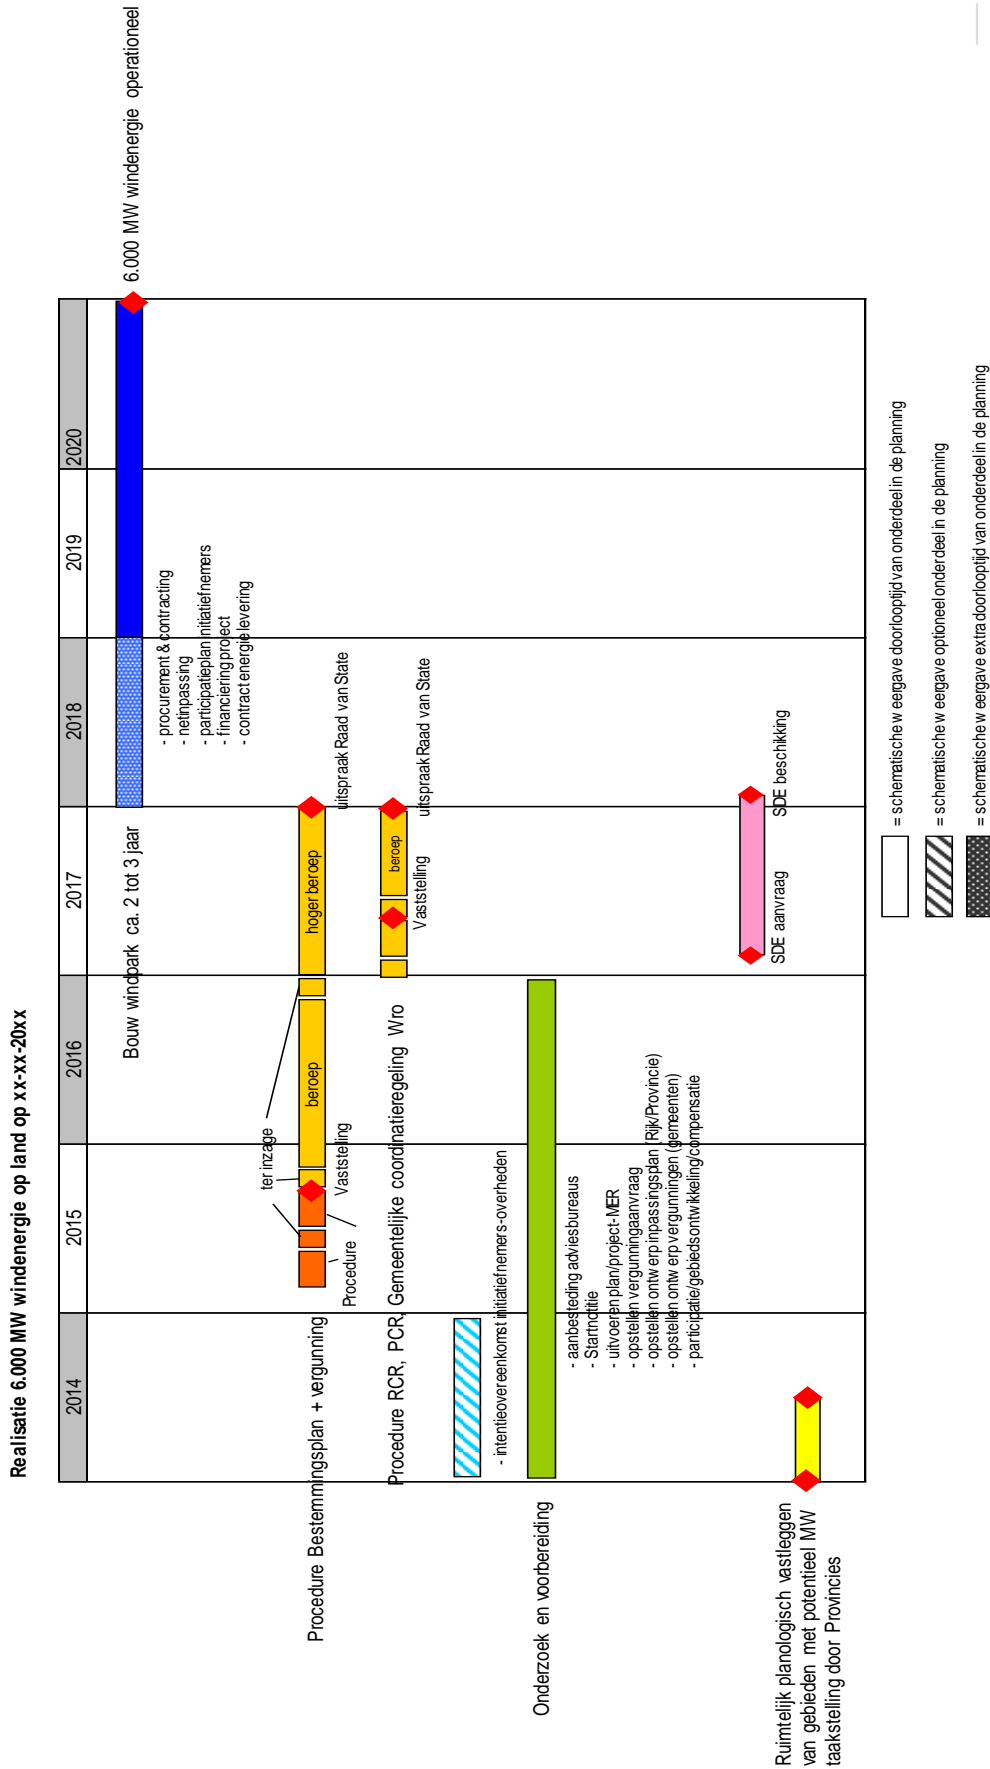 Realisatie 6.000 MW windenergie op land op xx-xx-20xx
2014
2015
2016
2017
2018
2019
2020
Bouw windpark ca. 2 tot 3 jaar
6.000 MW windenergie operationeel
- procurement & contracting
- netinpassing
- participatieplan initiatiefnemers
- financiering project
- contract energie levering
ter inzage
Procedure Bestemmingsplan + vergunning
beroep
hoger beroep
Procedure
Vaststelling
uitspraak Raad van State
Procedure RCR, PCR, Gemeentelijke coordinatieregeling Wro
beroep
Vaststelling
uitspraak Raad van State
- intentieovereenkomst initiatiefnemers-overheden
Onderzoek en voorbereiding
- aanbesteding adviesbureaus
- Startnotitie
- uitvoeren plan/project-MER
- opstellen vergunningaanvraag
- opstellen ontwerp inpassingsplan (Rijk/Provincie)
- opstellen ontwerp vergunningen (gemeenten)
- participatie/gebiedsontwikkeling/compensatie
SDE aanvraag
SDE beschikking
Ruimtelijk planologisch vastleggen
van gebieden met potentieel MW
taakstelling door Provincies
= schematische weergave doorlooptijd van onderdeel in de planning
= schematische weergave optioneel onderdeel in de planning
= schematische weergave extra doorlooptijd van onderdeel in de planning